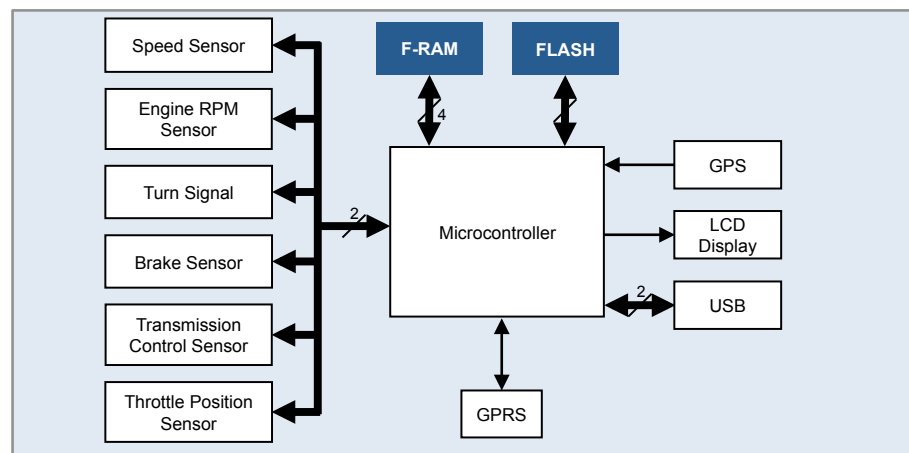 Speed Sensor
Engine RPM
Sensor
Turn Signal
Brake Sensor
Transmission
Control Sensor
Throttle Position
Sensor
2
F-RAM
FLASH
4
Microcontroller
GPS
LCD
Display
2
USB
GPRS